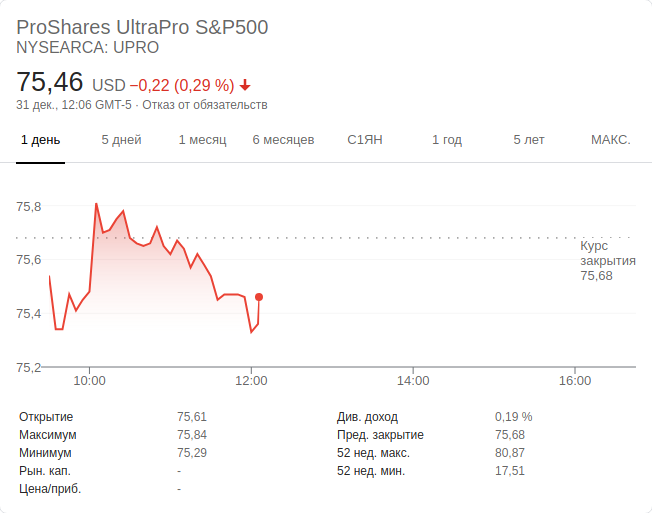 ProShares UltraPro S&P500
NYSEARCA: UPRO
75,46 USD −0,22 (0,29 %) ↓
31 дек., 12:06 GMT-5 · Отказ от обязательств
1 день 5 дней 1 месяц 6 месяцев С1ЯН 1 год 5 лет МАКС.
75,8
75,6
75,4
75,2
Курс
закрытия
75,68
10:00 12:00 14:00 16:00
Открытие 75,61 Див. доход 0,19 %
Максимум 75,84 Пред. закрытие 75,68
Минимум 75,29 52 нед. макс. 80,87
Рын. кап. - 52 нед. мин. 17,51
Цена/приб. -